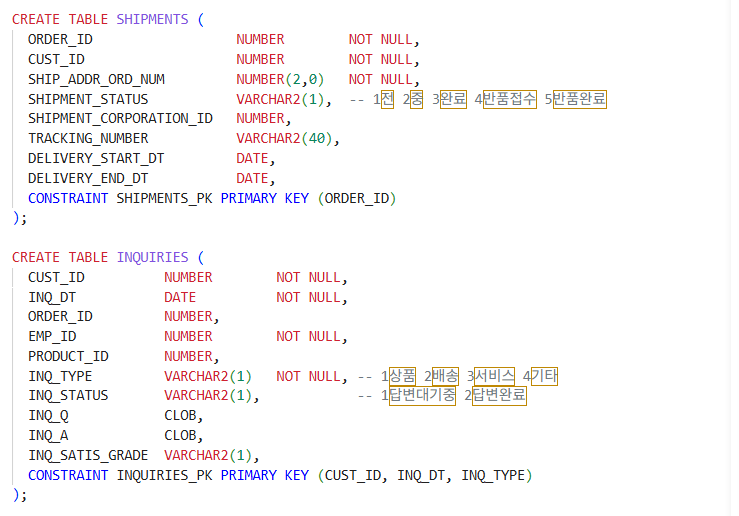 CREATE TABLE SHIPMENTS (
ORDER_ID NUMBER NOT NULL,
CUST_ID NUMBER NOT NULL,
SHIP_ADDR_ORD_NUM NUMBER(2,0) NOT NULL,
SHIPMENT_STATUS VARCHAR2(1), -- 1전 2중 3완료 4반품접수 5반품완료
SHIPMENT_CORPORATION_ID NUMBER,
TRACKING_NUMBER VARCHAR2(40),
DELIVERY_START_DT DATE,
DELIVERY_END_DT DATE,
CONSTRAINT SHIPMENTS_PK PRIMARY KEY (ORDER_ID)
);
CREATE TABLE INQUIRIES (
CUST_ID NUMBER NOT NULL,
INQ_DT DATE NOT NULL,
ORDER_ID NUMBER,
EMP_ID NUMBER NOT NULL,
PRODUCT_ID NUMBER,
INQ_TYPE VARCHAR2(1) NOT NULL, -- 1상품 2배송 3서비스 4기타
INQ_STATUS VARCHAR2(1), -- 1답변대기중 2답변완료
INQ_Q CLOB,
INQ_A CLOB,
INQ_SATIS_GRADE VARCHAR2(1),
CONSTRAINT INQUIRIES_PK PRIMARY KEY (CUST_ID, INQ_DT, INQ_TYPE)
);